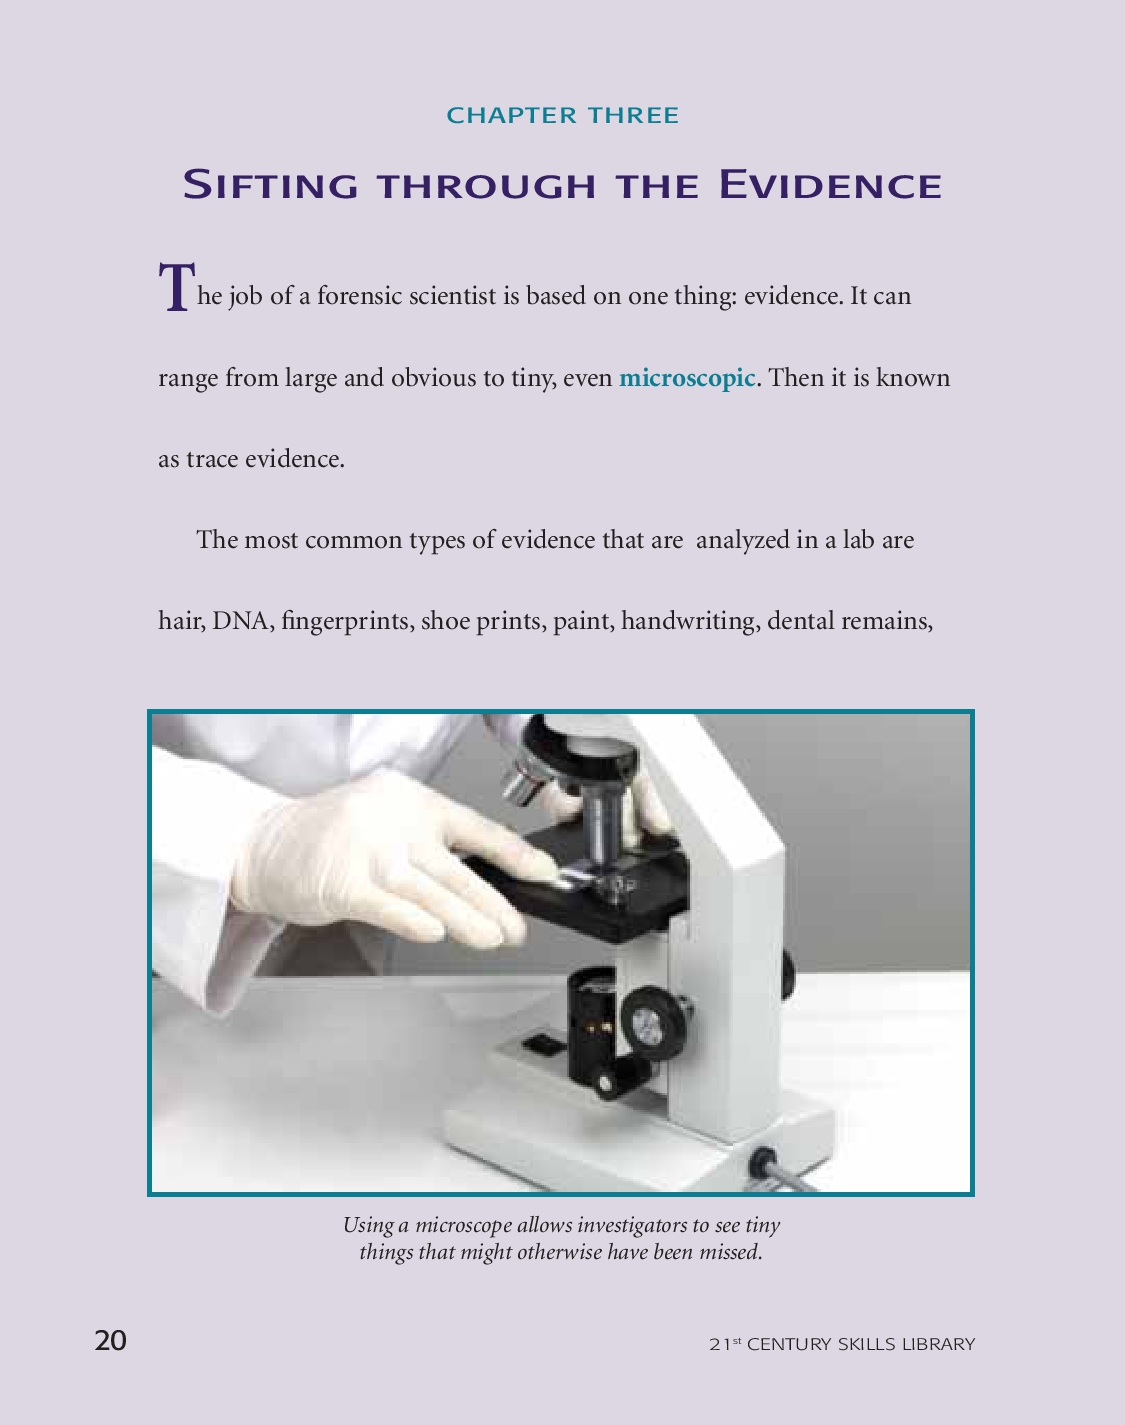 CHAPTER THREE
SIFTING THROUGH THE EVIDENCE
The job of a forensic scientist is based on one thing: evidence. It can
range from large and obvious to tiny, even microscopic. Then it is known
as trace evidence.
The most common types of evidence that are analyzed in a lab are
hair, DNA, fingerprints, shoe prints, paint, handwriting, dental remains,
Using a microscope allows investigators to see tiny
things that might otherwise have been missed.
20
21st CENTURY SKILLS LIBRARY